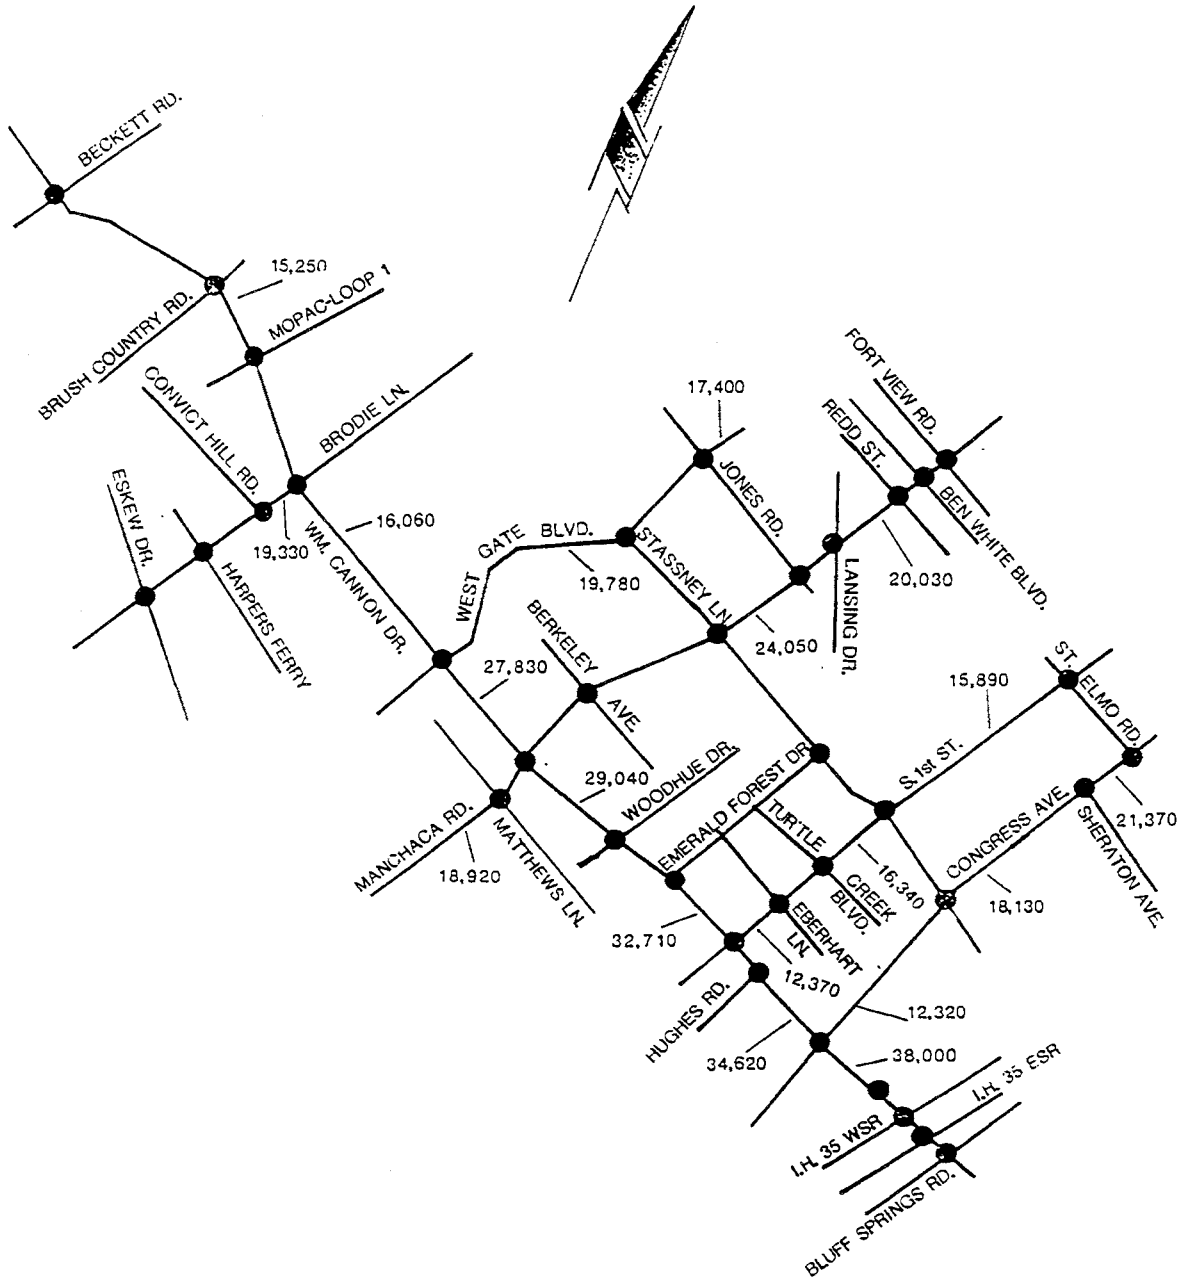 BECKETT RD.
15,250
MOPAC-LOOP 1
BRUSH COUNTRY RD.
CONVICT HILL RD.
BRODIE LN.
ESKEW DR.
19,330
HARPERS FERRY
WM. CANNON DR.
16,060
WEST GATE BLVD.
19,780
17,400
JONES RD.
STASSNEY LN.
FORT VIEW RD.
REDD ST.
BEN WHITE BLVD.
20,030
LANSING DR.
24,050
BERKELEY AVE.
27,830
29,040
WOODHUE DR.
MANCHACA RD.
18,920
MATTHEWS LN.
EMERALD FOREST DR.
TURTLE CREEK BLVD.
EBERHART LN.
15,890
S. 1st ST.
ST. ELMO RD.
CONGRESS AVE.
SHERATON AVE.
21,370
16,340
18,130
32,710
12,370
HUGHES RD.
34,620
12,320
38,000
I.H. 35 ESR
I.H. 35 WSR
BLUFF SPRINGS RD.